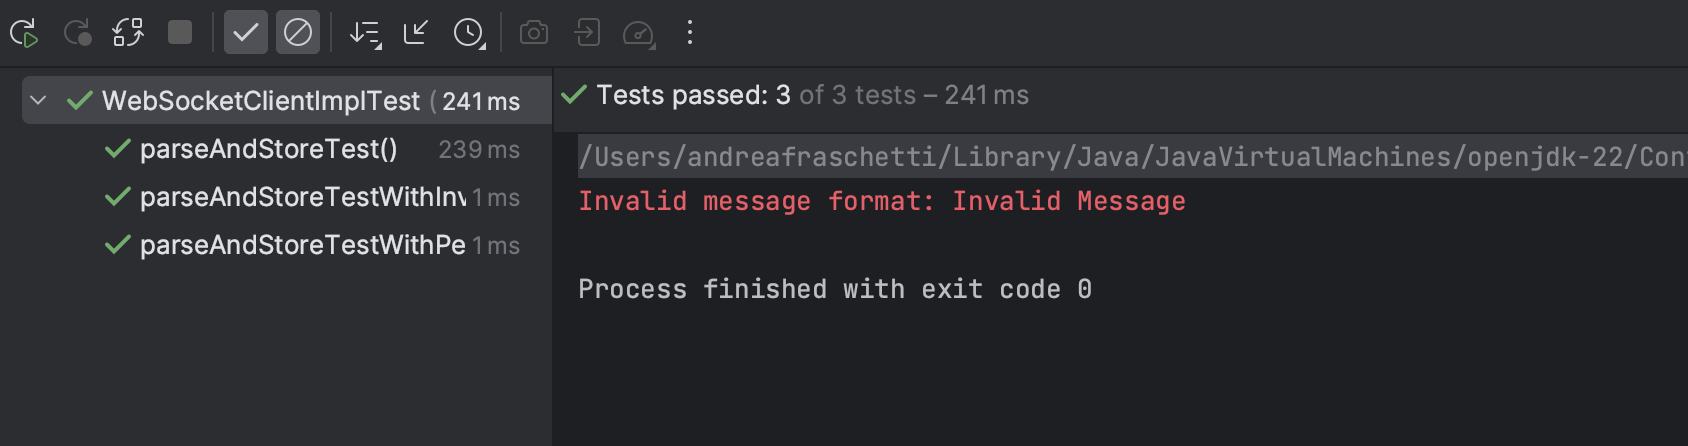 Tests passed: 3 of 3 tests – 241 ms
WebSocketClientImplTest ( 241 ms
parseAndStoreTest() 239 ms
parseAndStoreTestWithInv 1 ms
parseAndStoreTestWithPe 1 ms
/Users/andreafraschetti/Library/Java/JavaVirtualMachines/openjdk-22/Con
Invalid message format: Invalid Message
Process finished with exit code 0